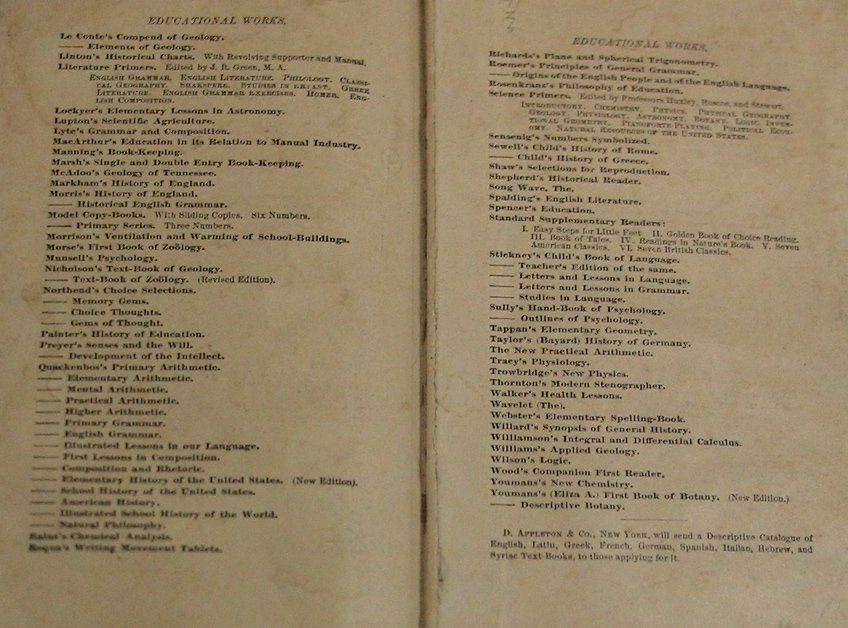 EDUCATIONAL WORKS.
Le Conte's Compend of Geology.
—— Elements of Geology.
Linton's Historical Charts. With Revolving Supporter and Manual.
Literature Primers. Edited by J. R. Green, M. A.
English Grammar. English Literature. Philology. Classi-
cal Geography. Shakspere. Studies in Bryant. Greek
Literature. English Grammar Exercises. Homer. Eng-
lish Composition.
Lockyer's Elementary Lessons in Astronomy.
Lupton's Scientific Agriculture.
Lyte's Grammar and Composition.
MacArthur's Education in its Relation to Manual Industry.
Manning's Book-Keeping.
Marsh's Single and Double Entry Book-Keeping.
McAdoo's Geology of Tennessee.
Markham's History of England.
Morris's History of England.
—— Historical English Grammar.
Model Copy-Books. With Sliding Copies. Six Numbers.
—— Primary Series. Three Numbers.
Morrison's Ventilation and Warming of School-Buildings.
Morse's First Book of Zoölogy.
Munsell's Psychology.
Nicholson's Text-Book of Geology.
—— Text-Book of Zoölogy. (Revised Edition).
Northend's Choice Selections.
—— Memory Gems.
—— Choice Thoughts.
—— Gems of Thought.
Painter's History of Education.
Preyer's Senses and the Will.
—— Development of the Intellect.
Quackenbos's Primary Arithmetic.
—— Elementary Arithmetic.
—— Mental Arithmetic.
—— Practical Arithmetic.
—— Higher Arithmetic.
—— Primary Grammar.
—— English Grammar.
—— Illustrated Lessons in our Language.
—— First Lessons in Composition.
—— Composition and Rhetoric.
—— Elementary History of the United States. (New Edition).
—— School History of the United States.
—— American History.
—— Illustrated School History of the World.
—— Natural Philosophy.
Rains's Chemical Analysis.
Requa's Writing Movement Tablets.
EDUCATIONAL WORKS.
Richards's Plane and Spherical Trigonometry.
Roemer's Principles of General Grammar.
—— Origins of the English People and of the English Language.
Rosenkranz's Philosophy of Education.
Science Primers. Edited by Professors Huxley, Roscoe, and Stewart.
Introductory. Chemistry. Physics. Physical Geography.
Geology. Physiology. Astronomy. Botany. Logic. Inven-
tional Geometry. Pianoforte Playing. Political Econ-
omy. Natural Resources of the United States.
Sensenig's Numbers Symbolized.
Sewell's Child's History of Rome.
—— Child's History of Greece.
Shaw's Selections for Reproduction.
Shepherd's Historical Reader.
Song Wave, The.
Spalding's English Literature.
Spencer's Education.
Standard Supplementary Readers:
I. Easy Steps for Little Feet. II. Golden Book of Choice Reading.
III. Book of Tales. IV. Readings in Nature's Book. V. Seven
American Classics. VI. Seven British Classics.
Stickney's Child's Book of Language.
—— Teacher's Edition of the same.
—— Letters and Lessons in Language.
—— Letters and Lessons in Grammar.
—— Studies in Language.
Sully's Hand-Book of Psychology.
—— Outlines of Psychology.
Tappan's Elementary Geometry.
Taylor's (Bayard) History of Germany.
The New Practical Arithmetic.
Tracy's Physiology.
Trowbridge's New Physics.
Thornton's Modern Stenographer.
Walker's Health Lessons.
Wavelet (The).
Webster's Elementary Spelling-Book.
Willard's Synopsis of General History.
Williamson's Integral and Differential Calculus.
Williams's Applied Geology.
Wilson's Logic.
Wood's Companion First Reader.
Youmans's New Chemistry.
Youmans's (Eliza A.) First Book of Botany. (New Edition.)
—— Descriptive Botany.
D. Appleton & Co., New York, will send a Descriptive Catalogue of
English, Latin, Greek, French, German, Spanish, Italian, Hebrew, and
Syriac Text-Books, to those applying for it.